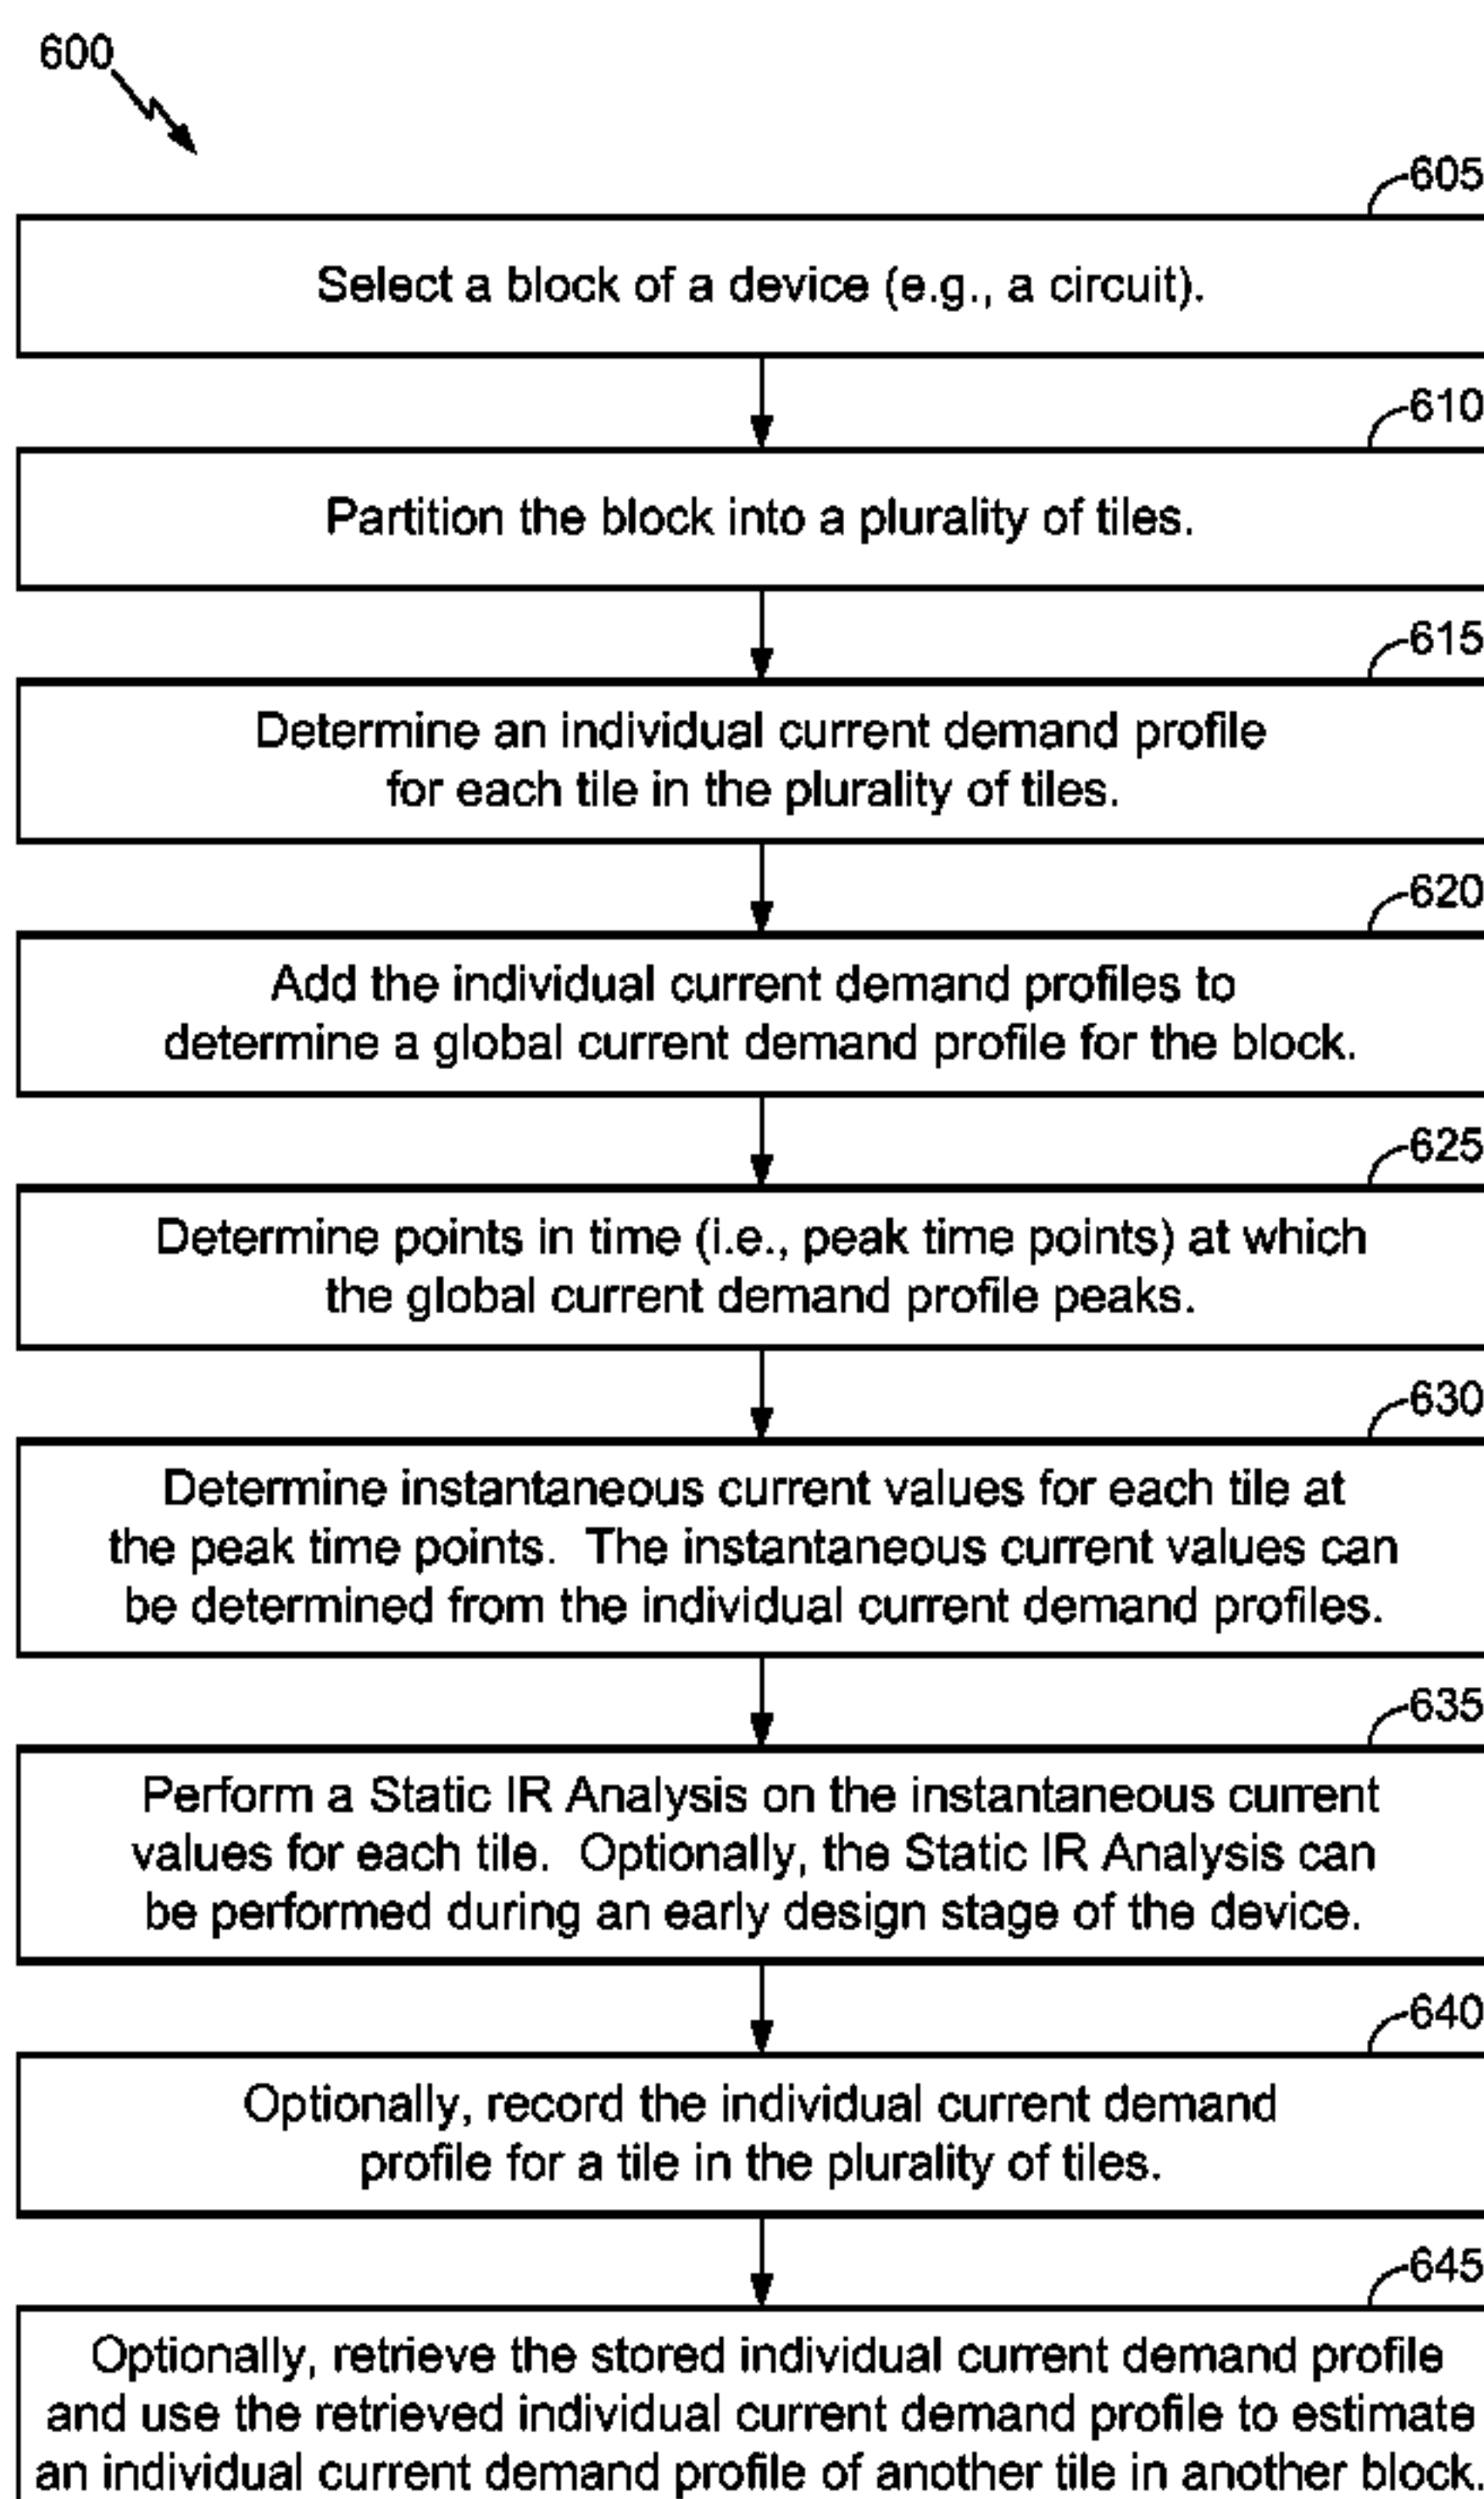 600
605
Select a block of a device (e.g., a circuit).
610
Partition the block into a plurality of tiles.
615
Determine an individual current demand profile
for each tile in the plurality of tiles.
620
Add the individual current demand profiles to
determine a global current demand profile for the block.
625
Determine points in time (i.e., peak time points) at which
the global current demand profile peaks.
630
Determine instantaneous current values for each tile at
the peak time points. The instantaneous current values can
be determined from the individual current demand profiles.
635
Perform a Static IR Analysis on the instantaneous current
values for each tile. Optionally, the Static IR Analysis can
be performed during an early design stage of the device.
640
Optionally, record the individual current demand
profile for a tile in the plurality of tiles.
645
Optionally, retrieve the stored individual current demand profile
and use the retrieved individual current demand profile to estimate
an individual current demand profile of another tile in another block.